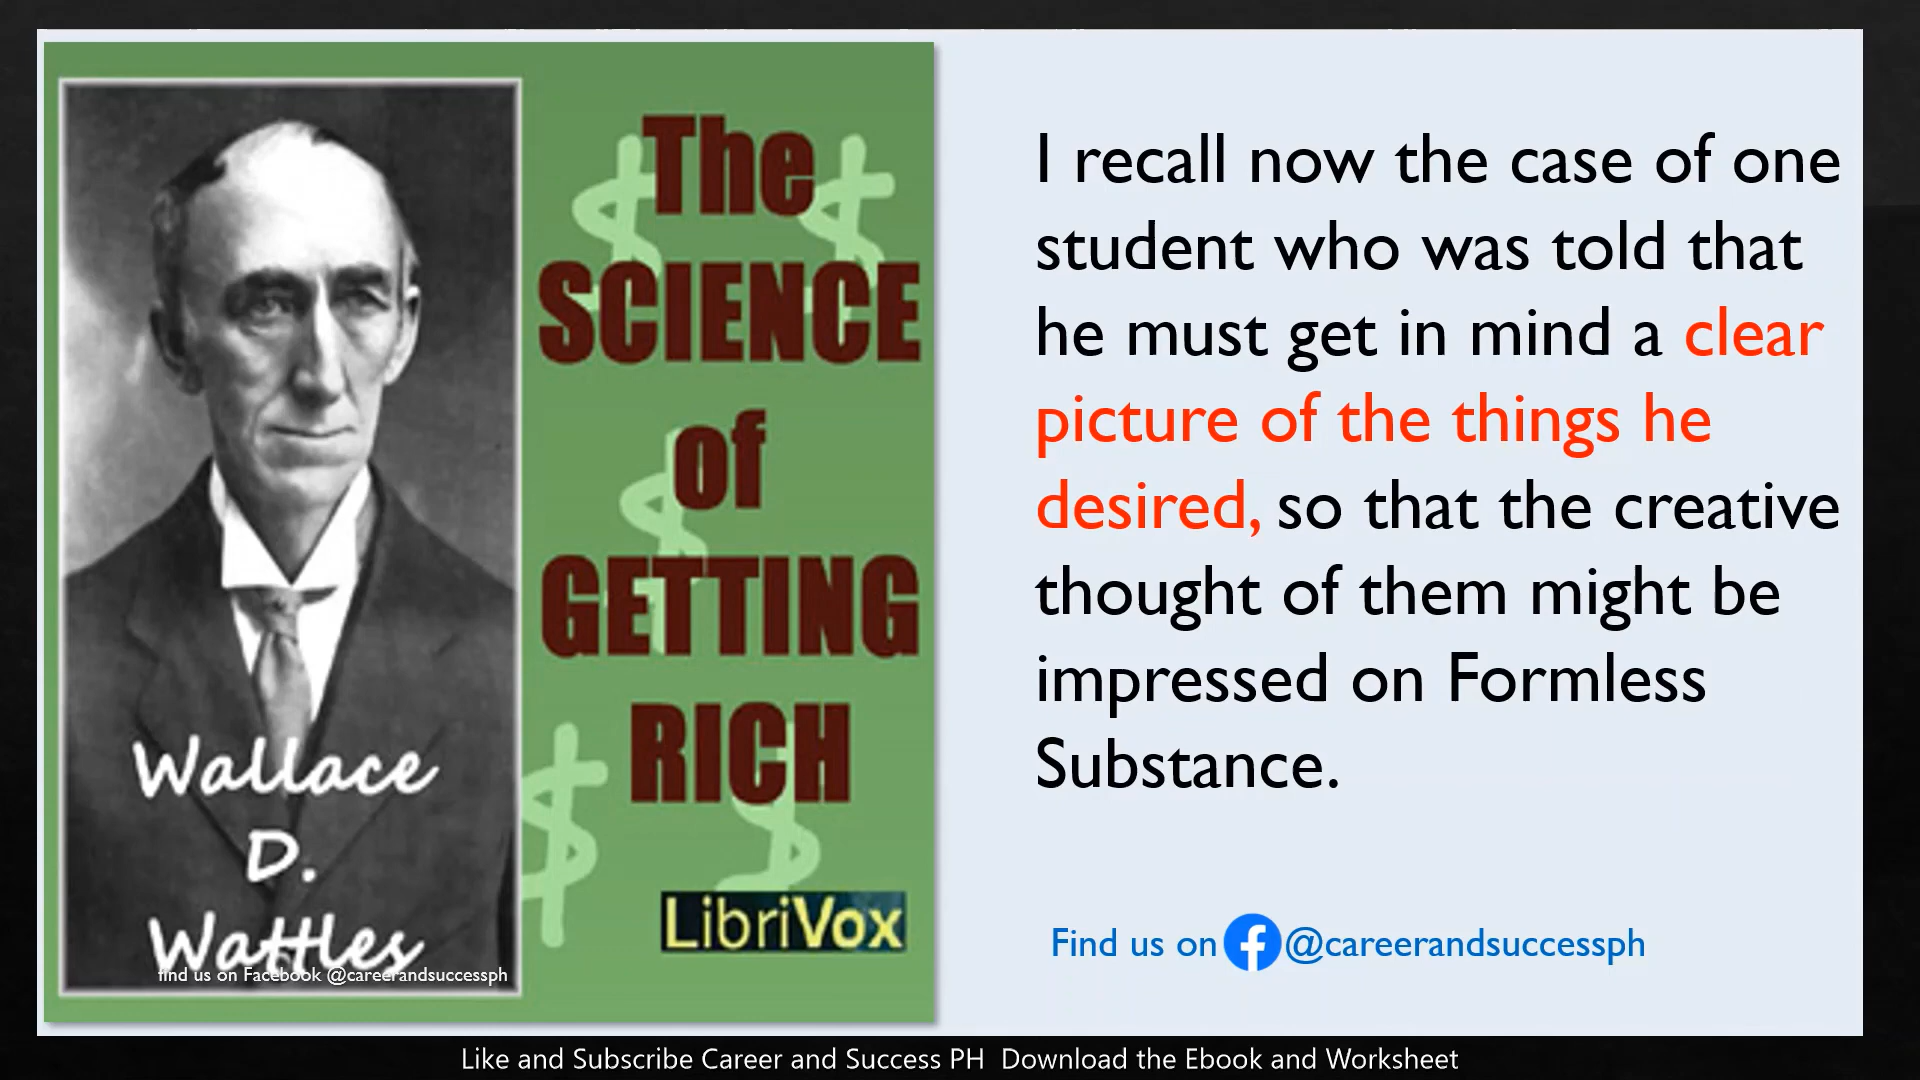 The
SCIENCE
of
GETTING
RICH
Wallace
D.
Wattles
find us on Facebook @careerandsuccessph
LibriVox
I recall now the case of one
student who was told that
he must get in mind a clear
picture of the things he
desired, so that the creative
thought of them might be
impressed on Formless
Substance.
Find us on @careerandsuccessph
Like and Subscribe Career and Success PH Download the Ebook and Worksheet